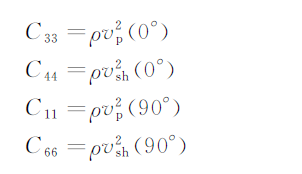 C₃₃ = ρv²ₚ(0°)
C₄₄ = ρv²ₛₕ(0°)
C₁₁ = ρv²ₚ(90°)
C₆₆ = ρv²ₛₕ(90°)